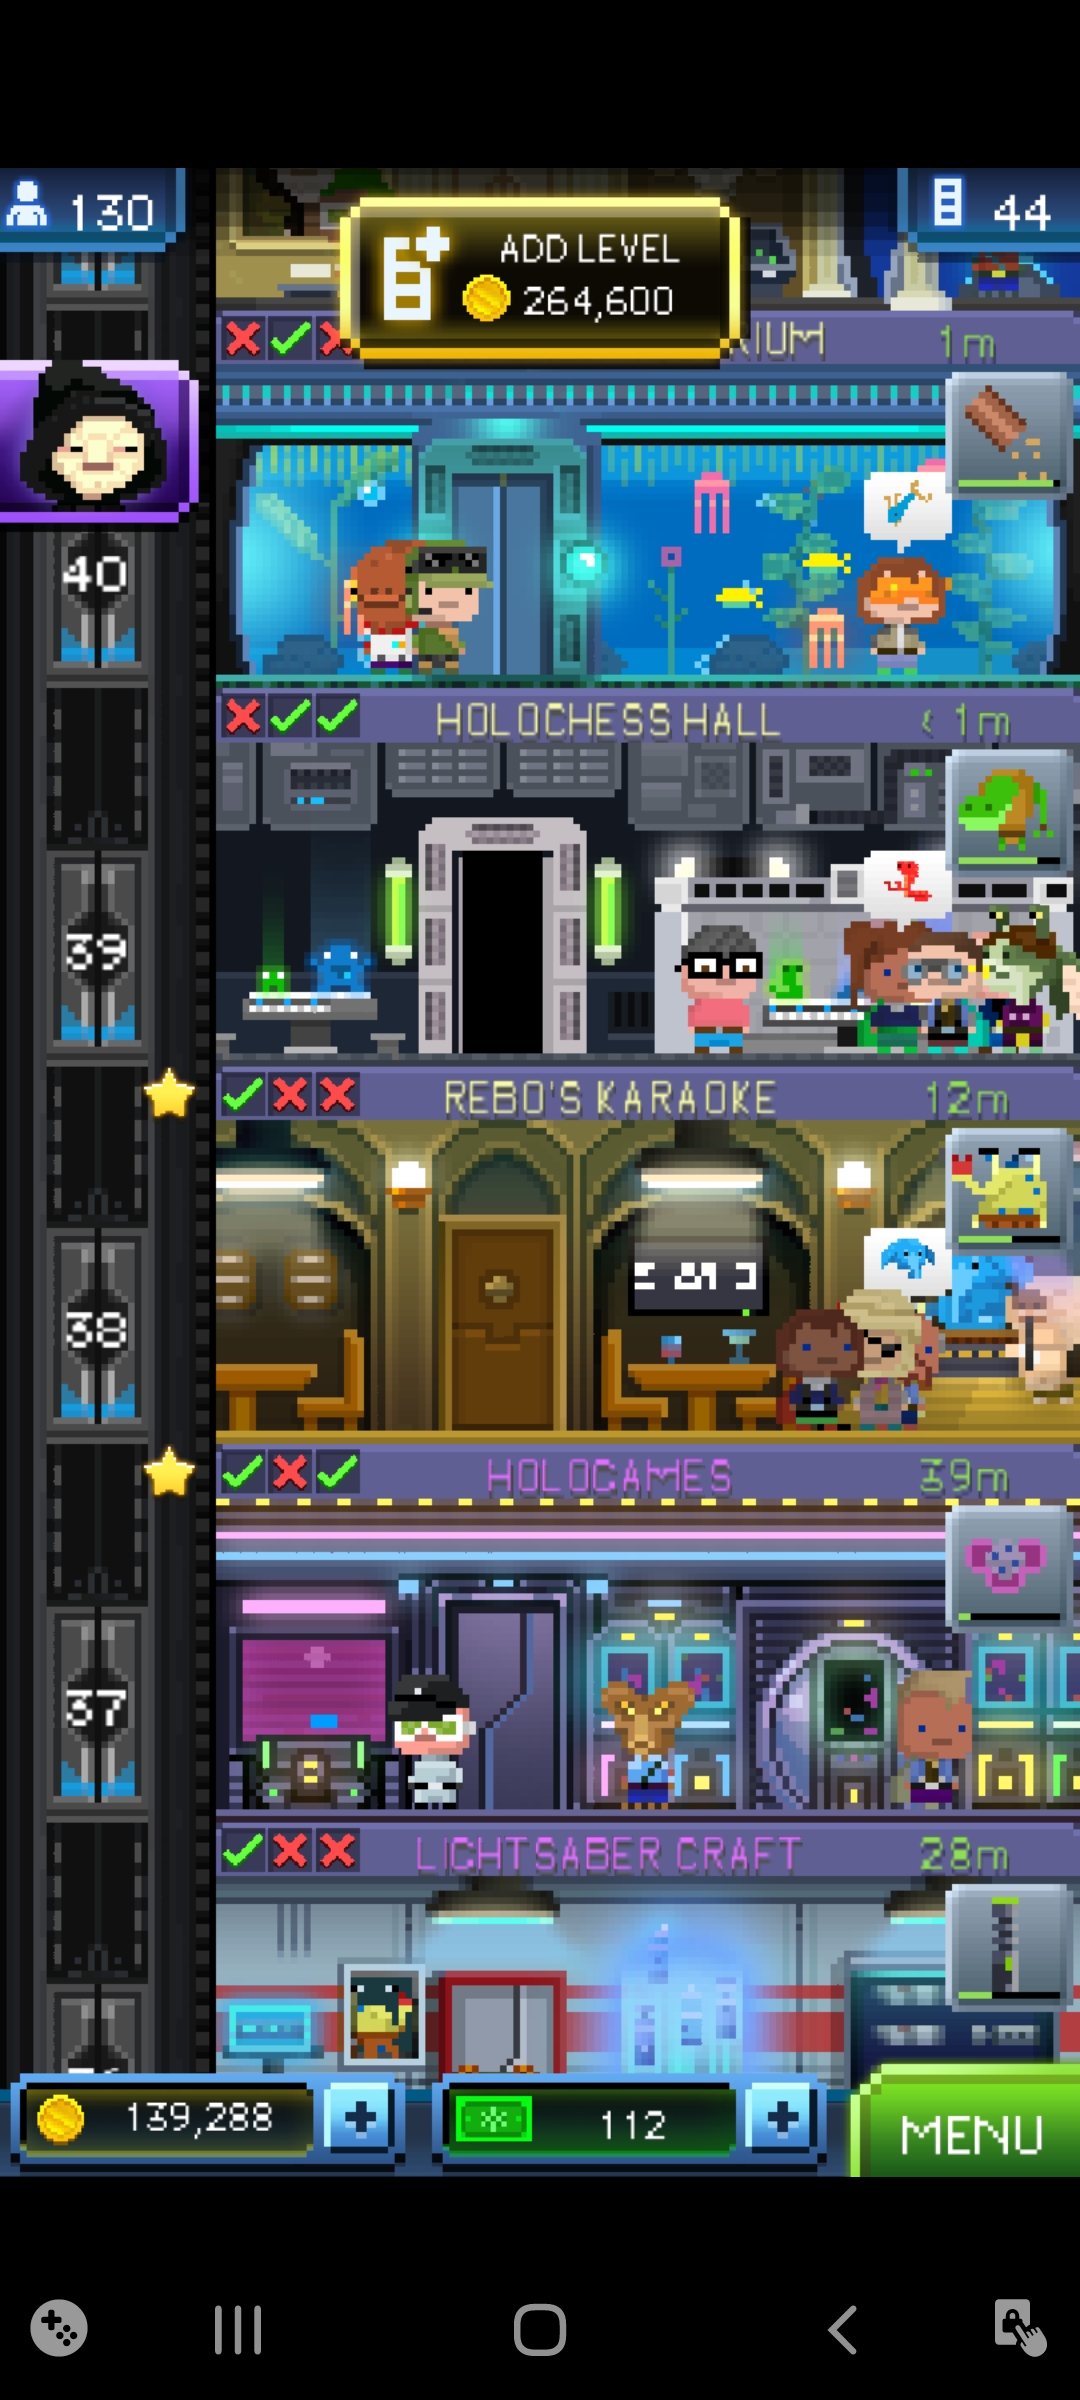 130
ADD LEVEL
264,600
44
1m
40
HOLOCHESS HALL
1m
39
REBO'S KARAOKE
12m
38
HOLOGAMES
39m
37
LIGHTSABER CRAFT
28m
139,288
112
MENU